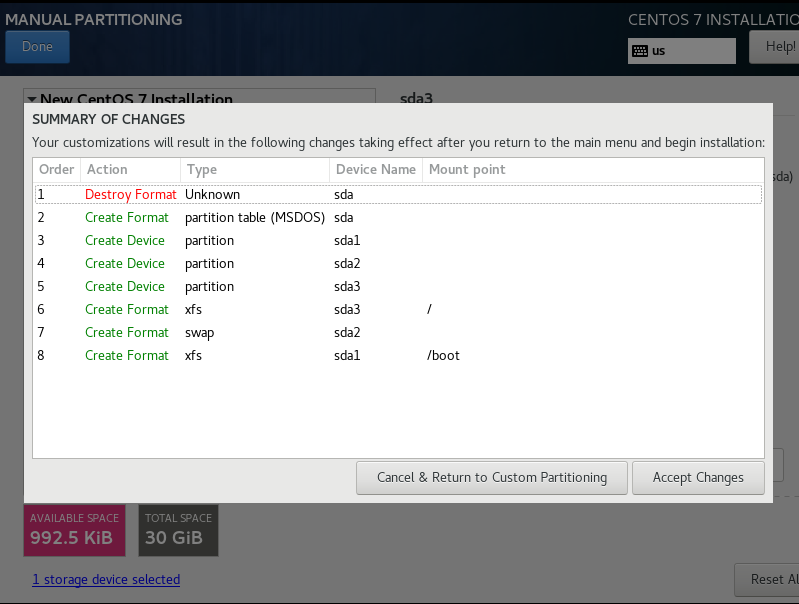 MANUAL PARTITIONING
CENTOS 7 INSTALLATIO
Done
us
Help!
New CentOS 7 Installation
sda3
SUMMARY OF CHANGES
Your customizations will result in the following changes taking effect after you return to the main menu and begin installation:
Order Action Type Device Name Mount point
sda)
1 Destroy Format Unknown sda
2 Create Format partition table (MSDOS) sda
3 Create Device partition sda1
4 Create Device partition sda2
5 Create Device partition sda3
6 Create Format xfs sda3 /
7 Create Format swap sda2
8 Create Format xfs sda1 /boot
Cancel & Return to Custom Partitioning
Accept Changes
AVAILABLE SPACE
992.5 KiB
TOTAL SPACE
30 GiB
1 storage device selected
Reset Al